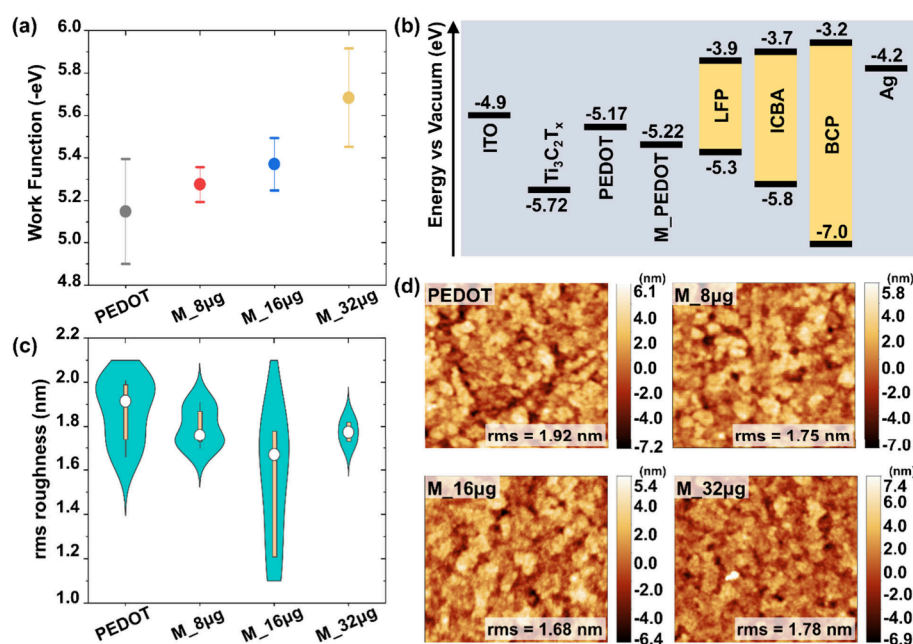 (a)
Work Function (-eV)
6.0
5.8
5.6
5.4
5.2
5.0
4.8
PEDOT
M_8µg
M_16µg
M_32µg
(b)
Energy vs Vacuum (eV)
-4.9
ITO
Ti₃C₂Tₓ
-5.72
-5.17
PEDOT
-5.22
M_PEDOT
-3.9
LFP
-5.3
-3.7
ICBA
-5.8
-3.2
BCP
-7.0
-4.2
Ag
(c)
rms roughness (nm)
2.2
2.0
1.8
1.6
1.4
1.2
1.0
PEDOT
M_8µg
M_16µg
M_32µg
(d)
PEDOT
rms = 1.92 nm
(nm)
6.1
4.0
2.0
0.0
-2.0
-4.0
-7.2
M_8µg
rms = 1.75 nm
(nm)
5.8
4.0
2.0
0.0
-2.0
-4.0
-7.0
M_16µg
rms = 1.68 nm
(nm)
5.4
4.0
2.0
0.0
-2.0
-4.0
-6.4
M_32µg
rms = 1.78 nm
(nm)
7.4
4.0
2.0
0.0
-2.0
-4.0
-6.9